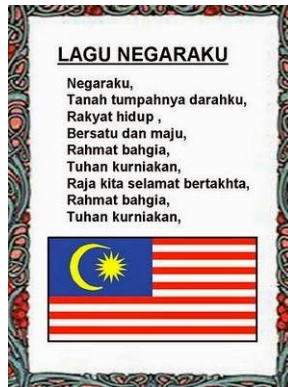 LAGU NEGARAKU
Negaraku,
Tanah tumpahnya darahku,
Rakyat hidup ,
Bersatu dan maju,
Rahmat bahgia,
Tuhan kurniakan,
Raja kita selamat bertakhta,
Rahmat bahgia,
Tuhan kurniakan,